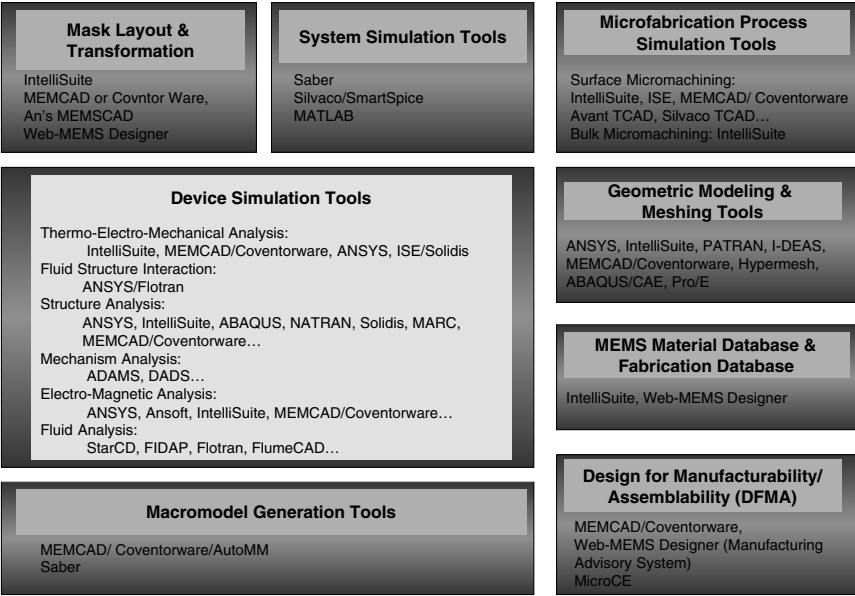 Mask Layout &
Transformation
IntelliSuite
MEMCAD or Covntor Ware,
An's MEMSCAD
Web-MEMS Designer
System Simulation Tools
Saber
Silvaco/SmartSpice
MATLAB
Microfabrication Process
Simulation Tools
Surface Micromachining:
IntelliSuite, ISE, MEMCAD/ Coventorware
Avant TCAD, Silvaco TCAD…
Bulk Micromachining: IntelliSuite
Device Simulation Tools
Thermo-Electro-Mechanical Analysis:
IntelliSuite, MEMCAD/Coventorware, ANSYS, ISE/Solidis
Fluid Structure Interaction:
ANSYS/Flotran
Structure Analysis:
ANSYS, IntelliSuite, ABAQUS, NATRAN, Solidis, MARC,
MEMCAD/Coventorware…
Mechanism Analysis:
ADAMS, DADS…
Electro-Magnetic Analysis:
ANSYS, Ansoft, IntelliSuite, MEMCAD/Coventorware…
Fluid Analysis:
StarCD, FIDAP, Flotran, FlumeCAD…
Geometric Modeling &
Meshing Tools
ANSYS, IntelliSuite, PATRAN, I-DEAS,
MEMCAD/Coventorware, Hypermesh,
ABAQUS/CAE, Pro/E
MEMS Material Database &
Fabrication Database
IntelliSuite, Web-MEMS Designer
Macromodel Generation Tools
MEMCAD/ Coventorware/AutoMM
Saber
Design for Manufacturability/
Assemblability (DFMA)
MEMCAD/Coventorware,
Web-MEMS Designer (Manufacturing
Advisory System)
MicroCE